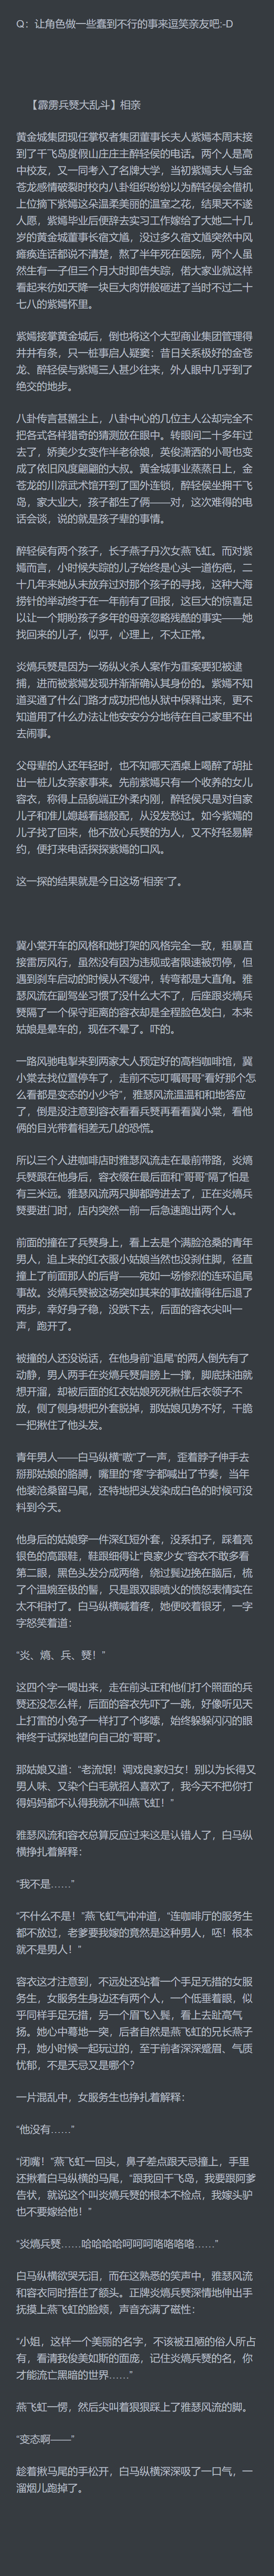 Q：让角色做一些蠢到不行的事来逗笑亲友吧:-D
【霹雳兵燹大乱斗】相亲
黄金城集团现任掌权者集团董事长夫人紫嫣本周末接
到了干飞岛度假山庄庄主醉轻侯的电话。两个人是高
中校友，又一同考入了名牌大学，当初紫嫣夫人与金
苍龙感情破裂时校内八卦组织纷纷以为醉轻侯会借机
上位摘下紫嫣这朵温柔美丽的温室之花，结果天不遂
人愿，紫嫣毕业后便辞去实习工作嫁给了大她二十几
岁的黄金城董事长宿文馗，没过多久宿文馗突然中风
瘫痪连话都说不清楚，熬了半年死在医院，两个人虽
然生有一子但三个月大时即告失踪，偌大家业就这样
看起来仿如天降一块巨大肉饼般砸进了当时不过二十
七八的紫嫣怀里。
紫嫣接掌黄金城后，倒也将这个大型商业集团管理得
井井有条，只一桩事启人疑窦：昔日关系极好的金苍
龙、醉轻侯与紫嫣三人甚少往来，外人眼中几乎到了
绝交的地步。
八卦传言甚嚣尘上，八卦中心的几位主人公却完全不
把各式各样猎奇的猜测放在眼中。转眼间二十多年过
去了，娇美少女变作半老徐娘，英俊潇洒的小哥也变
成了依旧风度翩翩的大叔。黄金城事业蒸蒸日上，金
苍龙的川凉武术馆开到了国外连锁，醉轻侯坐拥干飞
岛，家大业大，孩子都生了俩——对，这次难得的电
话会谈，说的就是孩子辈的事情。
醉轻侯有两个孩子，长子燕子丹次女燕飞虹。而对紫
嫣而言，小时候失踪的儿子始终是心头一道伤疤，二
十几年来她从未放弃过对那个孩子的寻找，这种大海
捞针的举动终于在一年前有了回报，这巨大的惊喜足
以让一个期盼孩子多年的母亲忽略残酷的事实——她
找回来的儿子，似乎，心理上，不太正常。
炎熇兵燹是因为一场纵火杀人案作为重案要犯被逮
捕，进而被紫嫣发现并渐渐确认其身份的。紫嫣不知
道买通了什么门路才成功把他从狱中保释出来，更不
知道用了什么办法让他安安分分地待在自己家里不出
去闹事。
父母辈的人还年轻时，也不知哪天酒桌上喝醉了胡扯
出一桩儿女亲家事来。先前紫嫣只有一个收养的女儿
容衣，称得上品貌端正外柔内刚，醉轻侯只是对自家
儿子和准儿媳越看越般配，从没发愁过。如今紫嫣的
儿子找了回来，他不放心兵燹的为人，又不好轻易解
约，便打来电话探探紫嫣的口风。
这一探的结果就是今日这场“相亲”了。
冀小棠开车的风格和她打架的风格完全一致，粗暴直
接雷厉风行，虽然没有因为违规或者限速被罚停，但
遇到刹车启动的时候从不缓冲，转弯都是大直角。雅
瑟风流在副驾坐习惯了没什么大不了，后座跟炎熇兵
燹隔了一个保守距离的容衣却是全程脸色发白，本来
姑娘是晕车的，现在不晕了。吓的。
一路风驰电掣来到两家大人预定好的高档咖啡馆，冀
小棠去找位置停车了，走前不忘叮嘱哥哥“看好那个怎
么看都是变态的小少爷”，雅瑟风流温温和和地答应
了，倒是没注意到容衣看看兵燹再看看冀小棠，看他
俩的目光带着相差无几的恐慌。
所以三个人进咖啡店时雅瑟风流走在最前带路，炎熇
兵燹跟在他身后，容衣缀在最后面和“哥哥”隔了怕是
有三米远。雅瑟风流两只脚都跨进去了，正在炎熇兵
燹要进门时，店内突然一前一后急速跑出两个人。
前面的撞在了兵燹身上，看上去是个满脸沧桑的青年
男人，追上来的红衣服小姑娘当然也没刹住脚，径直
撞上了前面那人的后背——宛如一场惨烈的连环追尾
事故。炎熇兵燹被这场突如其来的事故撞得往后退了
两步，幸好身子稳，没跌下去，后面的容衣尖叫一
声，跑开了。
被撞的人还没说话，在他身前“追尾”的两人倒先有了
动静，男人两手在炎熇兵燹肩膀上一撑，脚底抹油就
想开溜，却被后面的红衣姑娘死死揪住后衣领子不
放，侧了侧身想把外套脱掉，那姑娘见势不好，干脆
一把揪住了他头发。
青年男人——白马纵横“嗷”了一声，歪着脖子伸手去
掰那姑娘的胳膊，嘴里的“疼”字都喊出了节奏，当年
他装沧桑留马尾，还特地把头发染成白色的时候可没
料到今天。
他身后的姑娘穿一件深红短外套，没系扣子，踩着亮
银色的高跟鞋，鞋跟细得让“良家少女”容衣不敢多看
第二眼，黑色头发分成两绺，绕过鬓边挽在脑后，梳
了个温婉至极的髻，只是跟双眼喷火的愤怒表情实在
太不相衬了。白马纵横喊着疼，她便咬着银牙，一字
字怒笑着道：
“炎、熇、兵、燹！”
这四个字一喝出来，走在前头正和他们打个照面的兵
燹还没怎么样，后面的容衣先吓了一跳，好像听见天
上打雷的小兔子一样打了个哆嗦，始终躲躲闪闪的眼
神终于试探地望向自己的“哥哥”。
那姑娘又道：“老流氓！调戏良家妇女！别以为长得又
男人味、又染个白毛就招人喜欢了，我今天不把你打
得妈妈都不认得我就不叫燕飞虹！”
雅瑟风流和容衣总算反应过来这是认错人了，白马纵
横挣扎着解释：
“我不是……”
“不什么不是！”燕飞虹气冲冲道，“连咖啡厅的服务生
都不放过，老爹要我嫁的竟然是这种男人，呸！根本
就不是男人！”
容衣这才注意到，不远处还站着一个手足无措的女服
务生，女服务生身边还有两个人，一个低垂着眼，似
乎同样手足无措，另一个眉飞入鬓，看上去趾高气
扬。她心中蓦地一突，后者自然是燕飞虹的兄长燕子
丹，她小时候一起玩过的，至于前者深深蹙眉、气质
忧郁，不是天忌又是哪个？
一片混乱中，女服务生也挣扎着解释：
“他没有……”
“闭嘴！”燕飞虹一回头，鼻子差点跟天忌撞上，手里
还揪着白马纵横的马尾，“跟我回干飞岛，我要跟阿爹
告状，就说这个叫炎熇兵燹的根本不检点，我嫁头驴
也不要嫁给他！”
“炎熇兵燹……哈哈哈哈呵呵呵咯咯咯咯……”
白马纵横欲哭无泪，而在这熟悉的笑声中，雅瑟风流
和容衣同时捂住了额头。正牌炎熇兵燹深情地伸出手
抚摸上燕飞虹的脸颊，声音充满了磁性：
“小姐，这样一个美丽的名字，不该被丑陋的俗人所占
有，看清我俊美如斯的面庞，记住炎熇兵燹的名，你
才能流亡黑暗的世界……”
燕飞虹一愣，然后尖叫着狠狠踩上了雅瑟风流的脚。
“变态啊——”
趁着揪马尾的手松开，白马纵横深深吸了一口气，一
溜烟儿跑掉了。